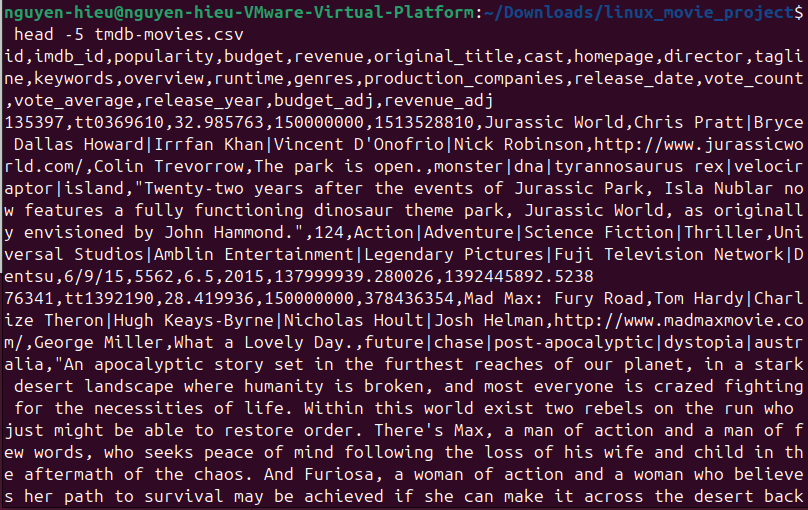 nguyen-hieu@nguyen-hieu-VMware-Virtual-Platform:~/Downloads/linux_movie_project$
 head -5 tmdb-movies.csv
id,imdb_id,popularity,budget,revenue,original_title,cast,homepage,director,tagli
ne,keywords,overview,runtime,genres,production_companies,release_date,vote_count
,vote_average,release_year,budget_adj,revenue_adj
135397,tt0369610,32.985763,150000000,1513528810,Jurassic World,Chris Pratt|Bryce
 Dallas Howard|Irrfan Khan|Vincent D'Onofrio|Nick Robinson,http://www.jurassicwo
rld.com/,Colin Trevorrow,The park is open.,monster|dna|tyrannosaurus rex|velocir
aptor|island,"Twenty-two years after the events of Jurassic Park, Isla Nublar no
w features a fully functioning dinosaur theme park, Jurassic World, as originall
y envisioned by John Hammond.",124,Action|Adventure|Science Fiction|Thriller,Uni
versal Studios|Amblin Entertainment|Legendary Pictures|Fuji Television Network|D
entsu,6/9/15,5562,6.5,2015,137999939.280026,1392445892.5238
76341,tt1392190,28.419936,150000000,378436354,Mad Max: Fury Road,Tom Hardy|Charl
ize Theron|Hugh Keays-Byrne|Nicholas Hoult|Josh Helman,http://www.madmaxmovie.co
m/,George Miller,What a Lovely Day.,future|chase|post-apocalyptic|dystopia|austr
alia,"An apocalyptic story set in the furthest reaches of our planet, in a stark
 desert landscape where humanity is broken, and most everyone is crazed fighting
 for the necessities of life. Within this world exist two rebels on the run who
just might be able to restore order. There's Max, a man of action and a man of f
ew words, who seeks peace of mind following the loss of his wife and child in th
e aftermath of the chaos. And Furiosa, a woman of action and a woman who believe
s her path to survival may be achieved if she can make it across the desert back